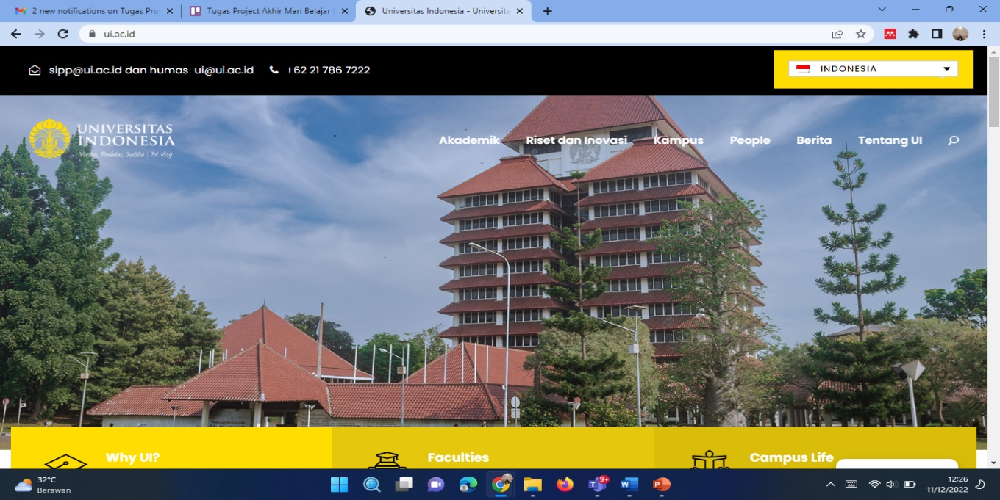 2 new notifications on Tugas Pro
Tugas Project Akhir Mari Belajar
Universitas Indonesia - Universita
ui.ac.id
sipp@ui.ac.id dan humas-ui@ui.ac.id
+62 21 786 7222
INDONESIA
UNIVERSITAS
INDONESIA
Veritas, Probitas, Justitia | Est. 1849
Akademik
Riset dan Inovasi
Kampus
People
Berita
Tentang UI
Why UI?
Faculties
Campus Life
32°C
Berawan
9+
12:26
11/12/2022